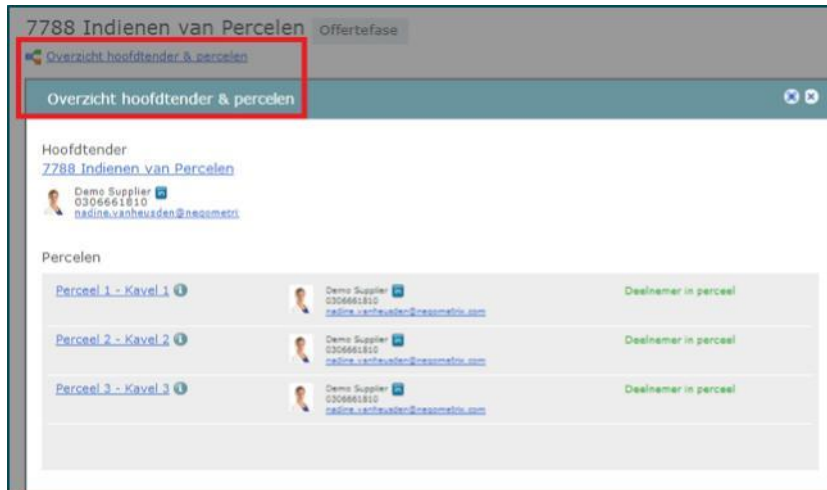 7788 Indienen van Percelen Offertefase
Overzicht hoofdtender & percelen
Overzicht hoofdtender & percelen
Hoofdtender
7788 Indienen van Percelen
Demo Supplier
0306661810
nadine.vanheusden@negometri
Percelen
Perceel 1 - Kavel 1
Demo Supplier
0306661810
nadine.vanheusden@negometrix.com
Deelnemer in perceel
Perceel 2 - Kavel 2
Demo Supplier
0306661810
nadine.vanheusden@negometrix.com
Deelnemer in perceel
Perceel 3 - Kavel 3
Demo Supplier
0306661810
nadine.vanheusden@negometrix.com
Deelnemer in perceel